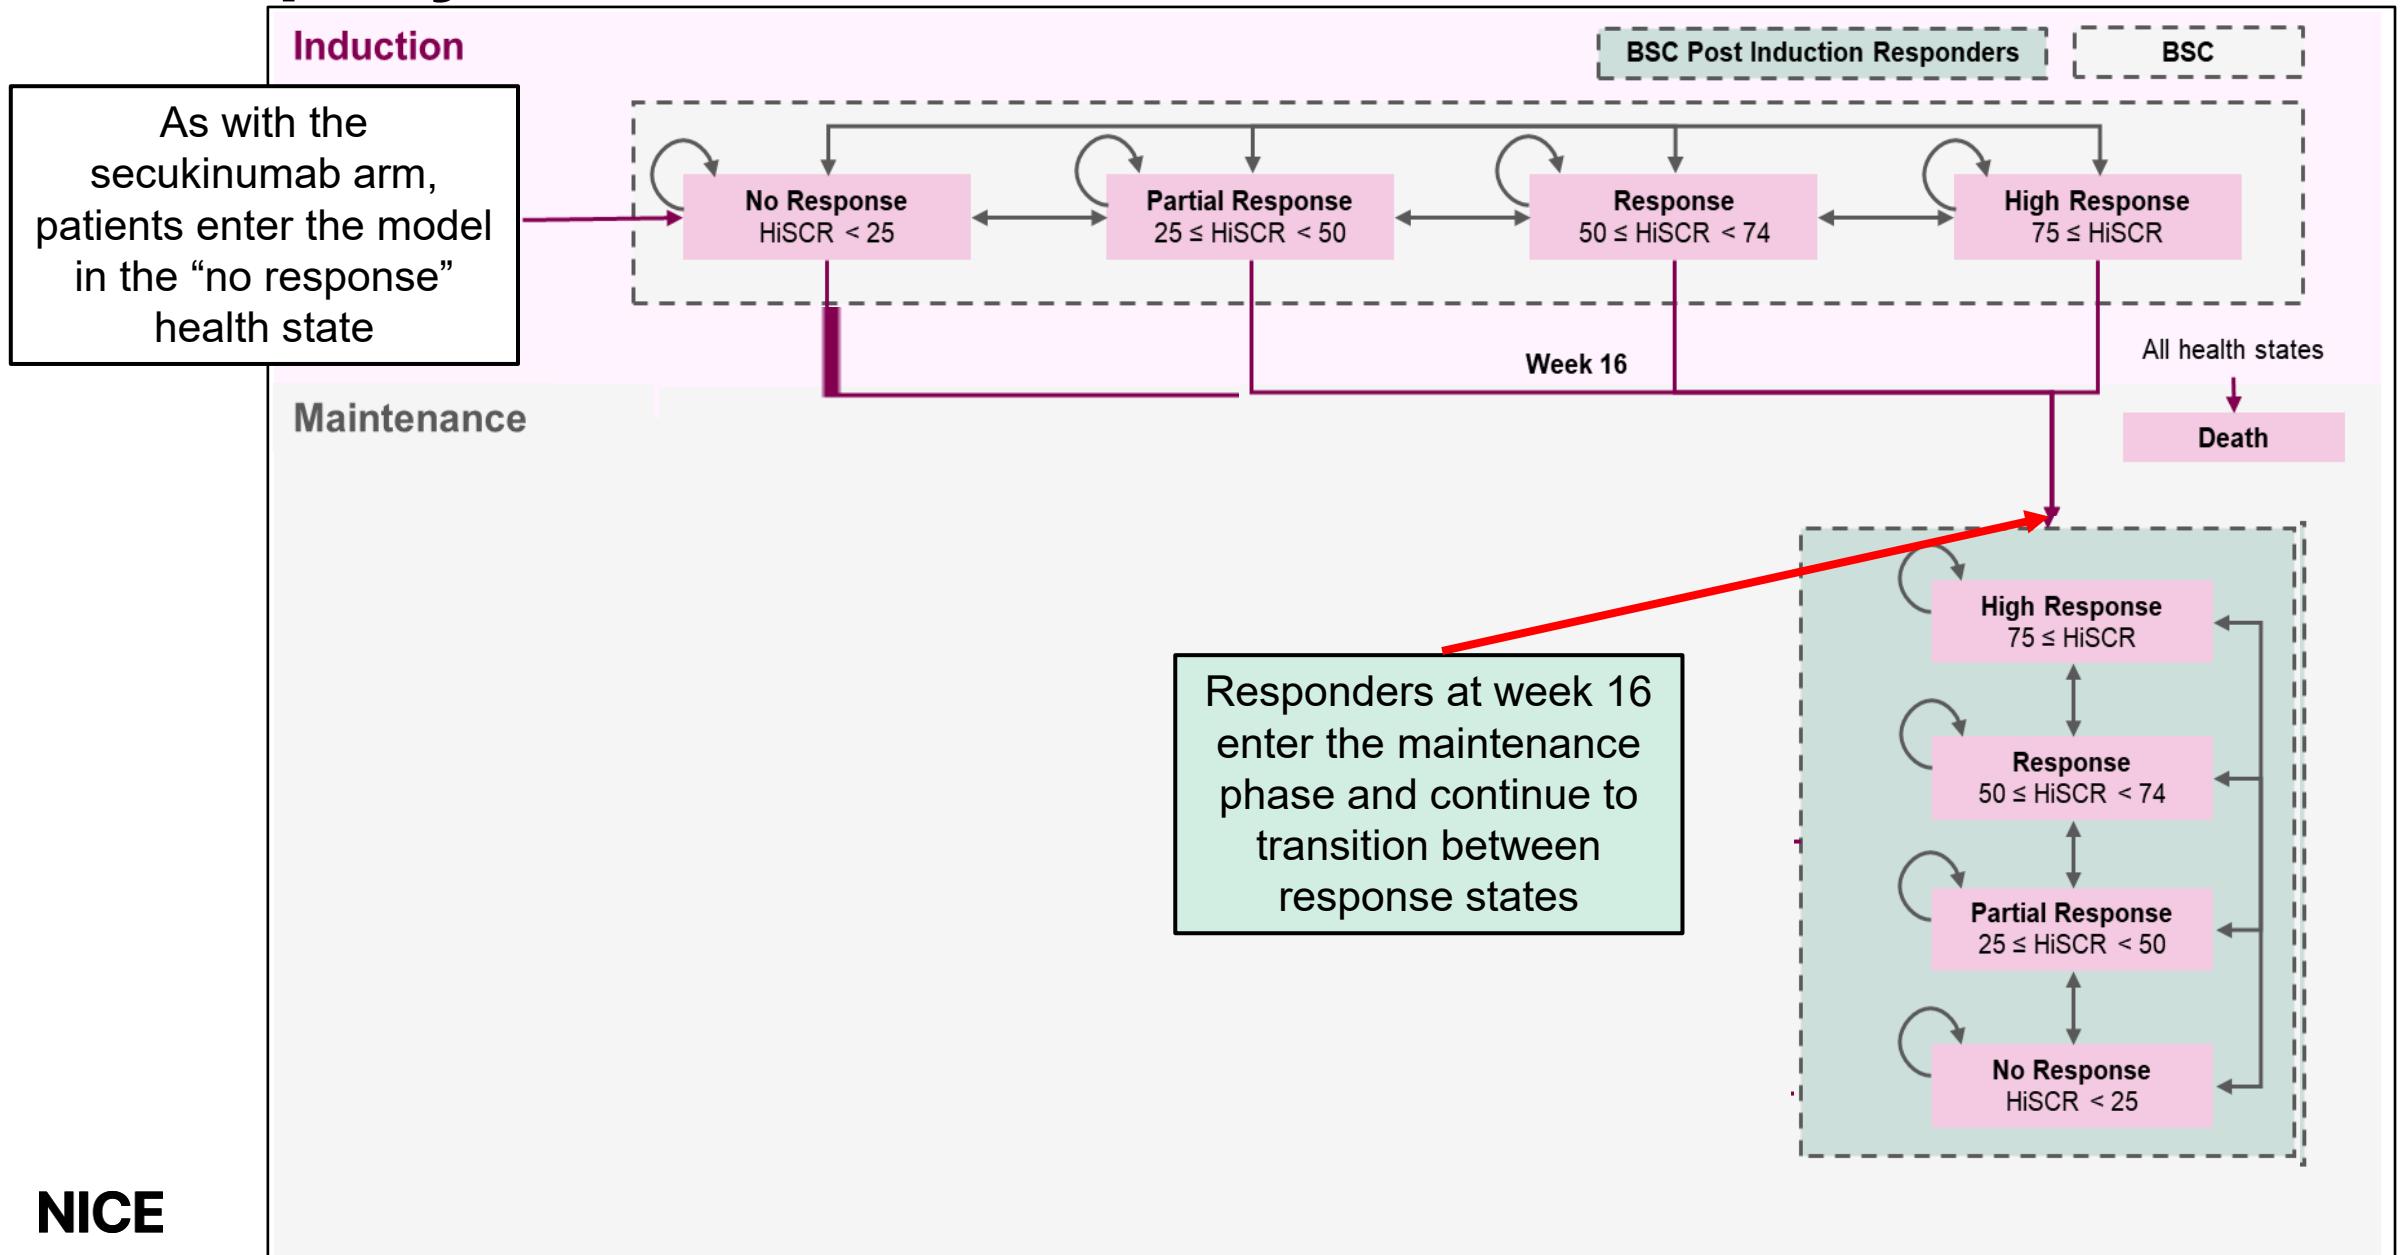 Induction
BSC Post Induction Responders
BSC
As with the
secukinumab arm,
patients enter the model
in the “no response”
health state
No Response
HiSCR < 25
Partial Response
25 ≤ HiSCR < 50
Response
50 ≤ HiSCR < 74
High Response
75 ≤ HiSCR
Week 16
All health states
Death
Maintenance
Responders at week 16
enter the maintenance
phase and continue to
transition between
response states
High Response
75 ≤ HiSCR
Response
50 ≤ HiSCR < 74
Partial Response
25 ≤ HiSCR < 50
No Response
HiSCR < 25
NICE